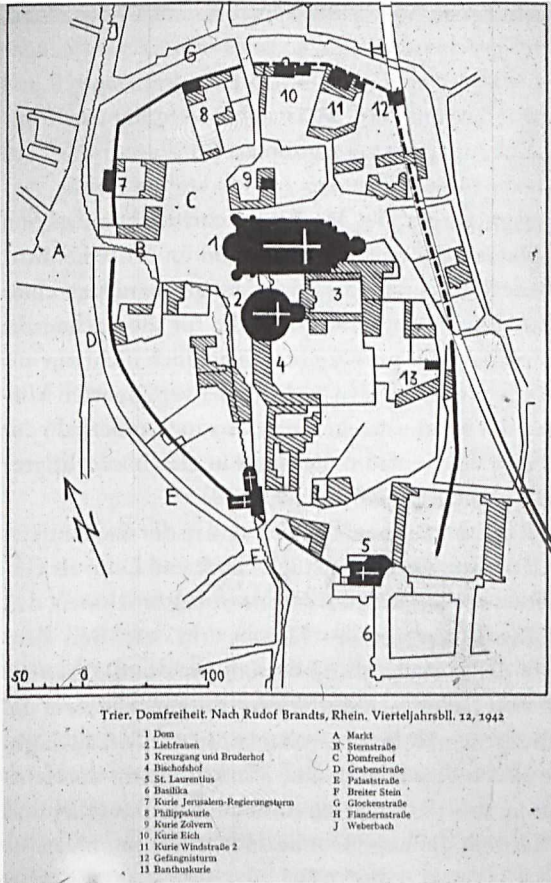 J
G
H
10
11
12
8
7
9
C
A
B
1
2
3
D
4
13
E
F
5
6
50 0 100
Trier. Domfreiheit. Nach Rudof Brandts, Rhein. Vierteljahrsbll. 12, 1942
1 Dom
2 Liebfrauen
3 Kreuzgang und Bruderhof
4 Bischofshof
5 St. Laurentius
6 Basilika
7 Kurie Jerusalem-Regierungsturm
8 Philippskurie
9 Kurie Zolvern
10 Kurie Eich
11 Kurie Windstraße 2
12 Gefängnisturm
13 Banthuskurie
A Markt
B Sternstraße
C Domfreihof
D Grabenstraße
E Palaststraße
F Breiter Stein
G Glockenstraße
H Flandernstraße
J Weberbach